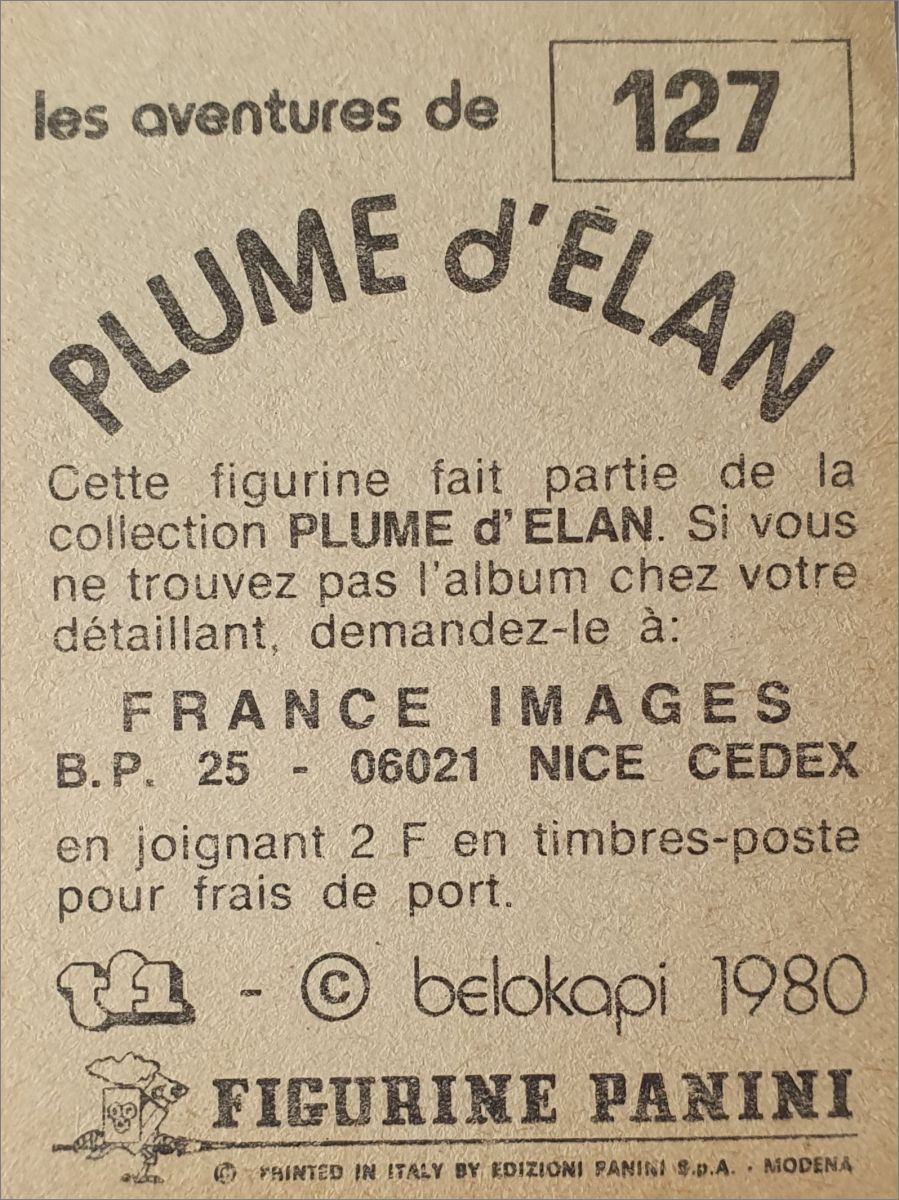 les aventures de
127
PLUME d'ÉLAN
Cette figurine fait partie de la
collection PLUME d'ELAN. Si vous
ne trouvez pas l'album chez votre
détaillant, demandez-le à:
FRANCE IMAGES
B.P. 25 - 06021 NICE CEDEX
en joignant 2 F en timbres-poste
pour frais de port.
tf1 - © belokapi 1980
FIGURINE PANINI
© PRINTED IN ITALY BY EDIZIONI PANINI S.p.A. - MODENA